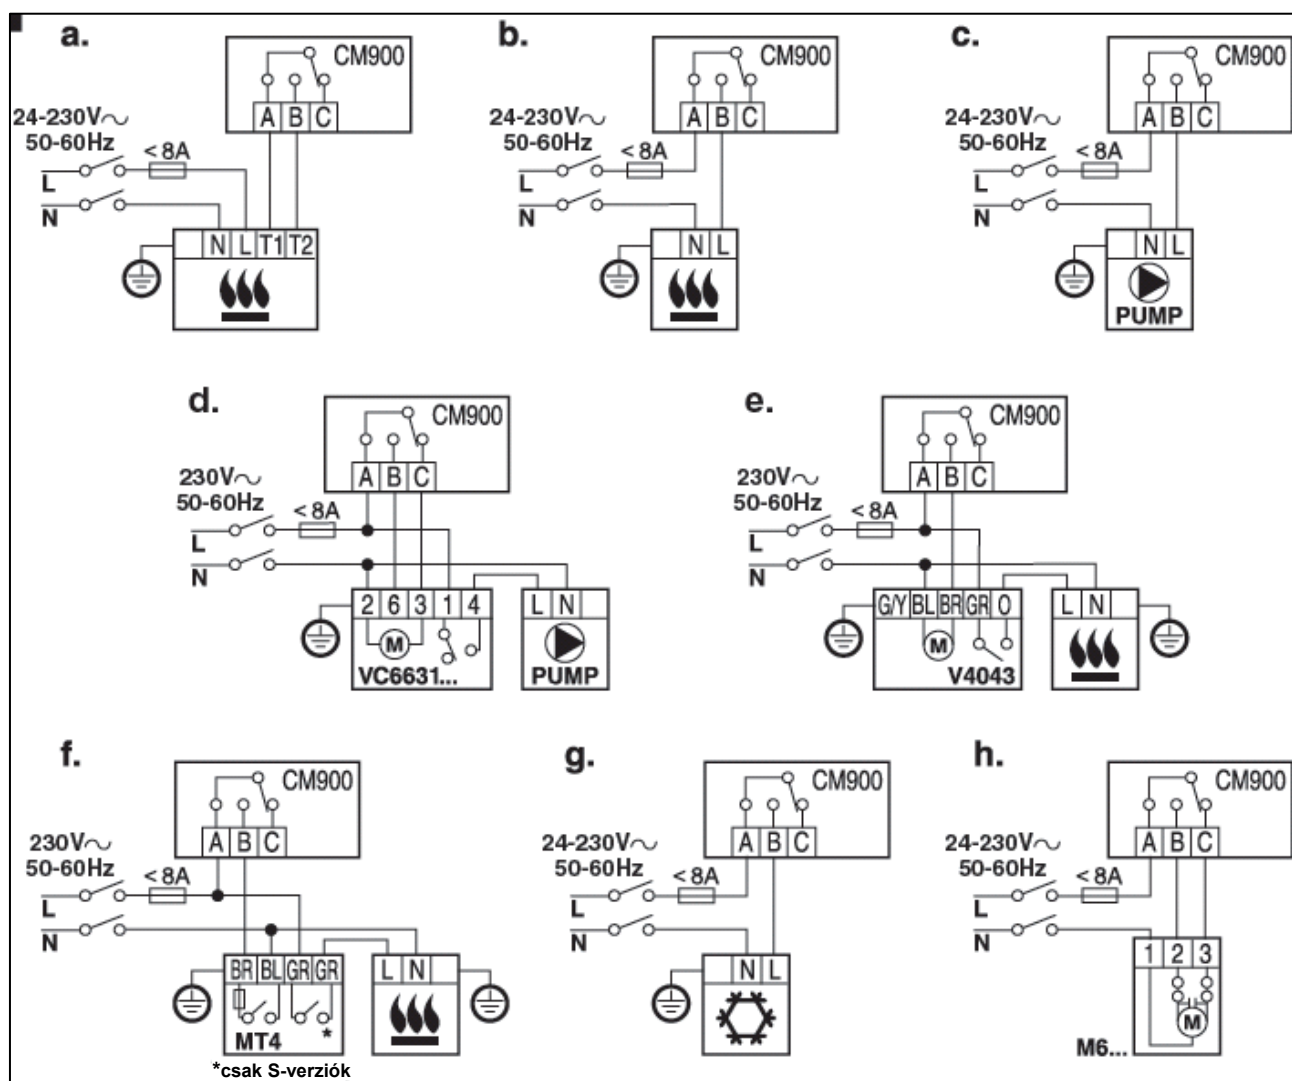 a.
CM900
A B C
24-230V~
50-60Hz
< 8A
L
N
N L T1 T2
b.
CM900
A B C
24-230V~
50-60Hz
< 8A
L
N
N L
c.
CM900
A B C
24-230V~
50-60Hz
< 8A
L
N
N L
PUMP
d.
CM900
A B C
230V~
50-60Hz
< 8A
L
N
2 6 3 1 4
M
VC6631...
L N
PUMP
e.
CM900
A B C
230V~
50-60Hz
< 8A
L
N
G/Y BL BR GR O
M
V4043
L N
f.
CM900
A B C
230V~
50-60Hz
< 8A
L
N
BR BL GR GR
*
MT4
L N
*csak S-verziók
g.
CM900
A B C
24-230V~
50-60Hz
< 8A
L
N
N L
h.
CM900
A B C
24-230V~
50-60Hz
< 8A
L
N
1 2 3
M
M6...